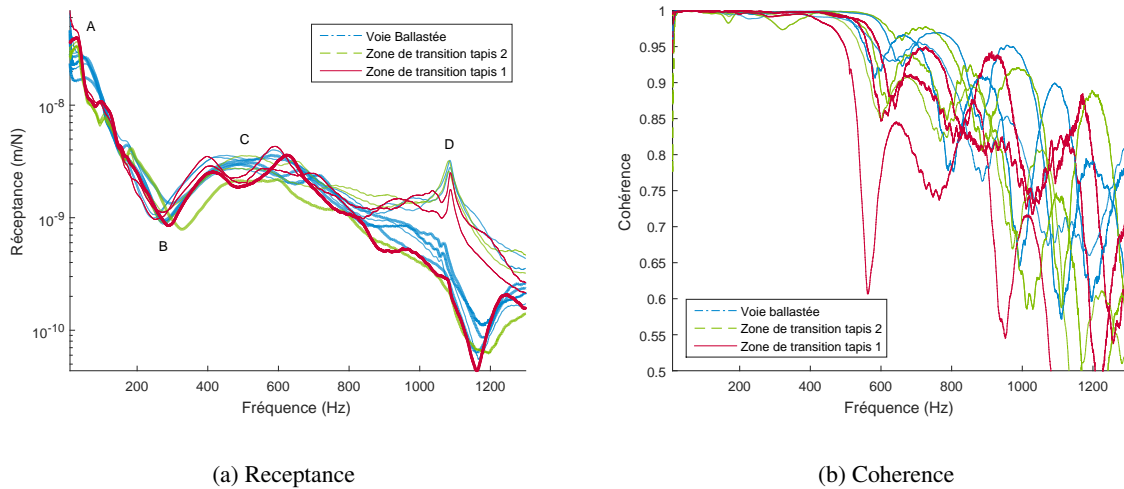 A
C
D
B
Voie Ballastée
Zone de transition tapis 2
Zone de transition tapis 1
10-8
10-9
10-10
Réceptance (m/N)
200 400 600 800 1000 1200
Fréquence (Hz)
(a) Receptance
1
0.95
0.9
0.85
0.8
0.75
0.7
0.65
0.6
0.55
0.5
Cohérence
Voie ballastée
Zone de transition tapis 2
Zone de transition tapis 1
200 400 600 800 1000 1200
Fréquence (Hz)
(b) Coherence